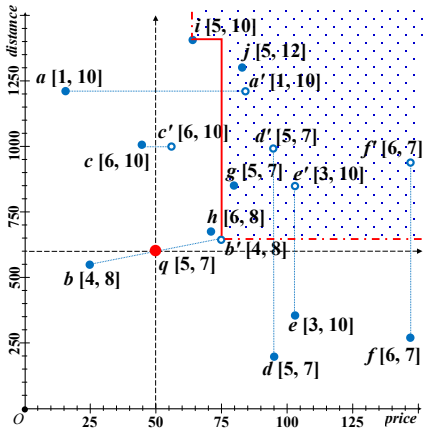 distance
i [5, 10]
j [5, 12]
a [1, 10]
a' [1, 10]
1250
c' [6, 10]
d' [5, 7]
f' [6, 7]
1000
c [6, 10]
g [5, 7]
e' [3, 10]
750
h [6, 8]
b' [4, 8]
q [5, 7]
b [4, 8]
500
e [3, 10]
250
d [5, 7]
f [6, 7]
O
25
50
75
100
125
price